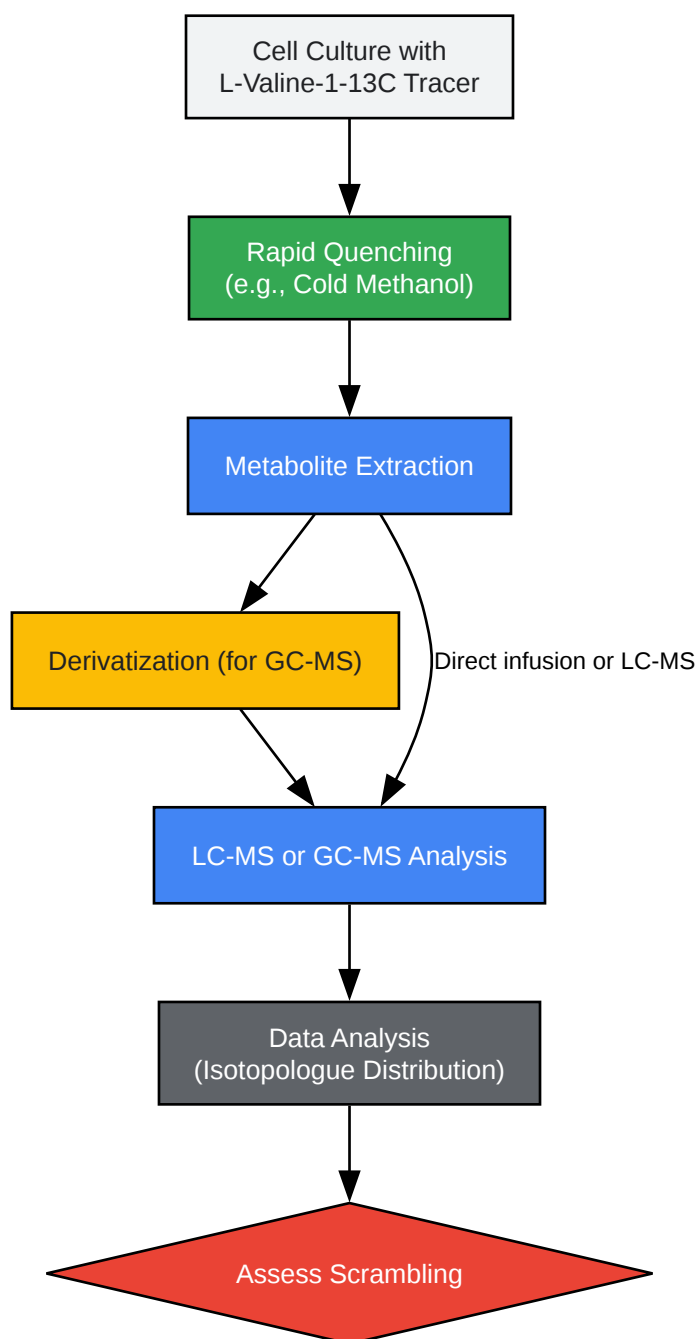 Cell Culture with
L-Valine-1-13C Tracer
Rapid Quenching
(e.g., Cold Methanol)
Metabolite Extraction
Derivatization (for GC-MS)
Direct infusion or LC-MS
LC-MS or GC-MS Analysis
Data Analysis
(Isotopologue Distribution)
Assess Scrambling